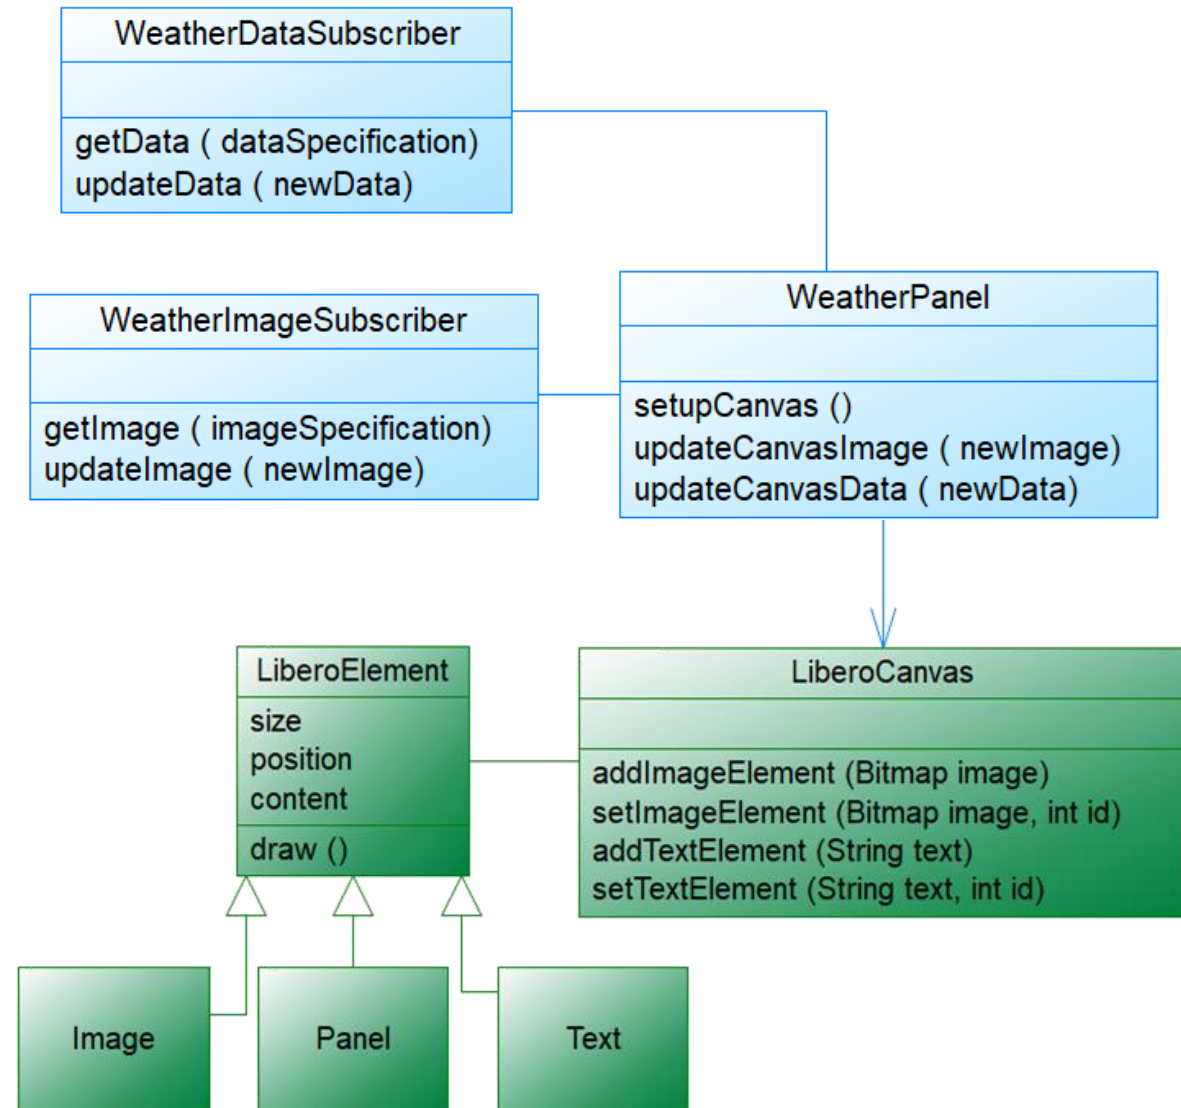 WeatherDataSubscriber
getData ( dataSpecification)
updateData ( newData)
WeatherImageSubscriber
getImage ( imageSpecification)
updateImage ( newImage)
WeatherPanel
setupCanvas ()
updateCanvasImage ( newImage)
updateCanvasData ( newData)
LiberoElement
size
position
content
draw ()
LiberoCanvas
addImageElement (Bitmap image)
setImageElement (Bitmap image, int id)
addTextElement (String text)
setTextElement (String text, int id)
Image
Panel
Text